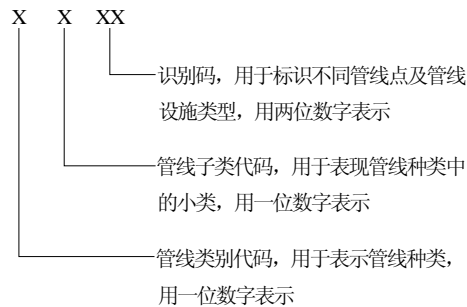 X X XX
识别码，用于标识不同管线点及管线
设施类型，用两位数字表示
管线子类代码，用于表现管线种类中
的小类，用一位数字表示
管线类别代码，用于表示管线种类，
用一位数字表示